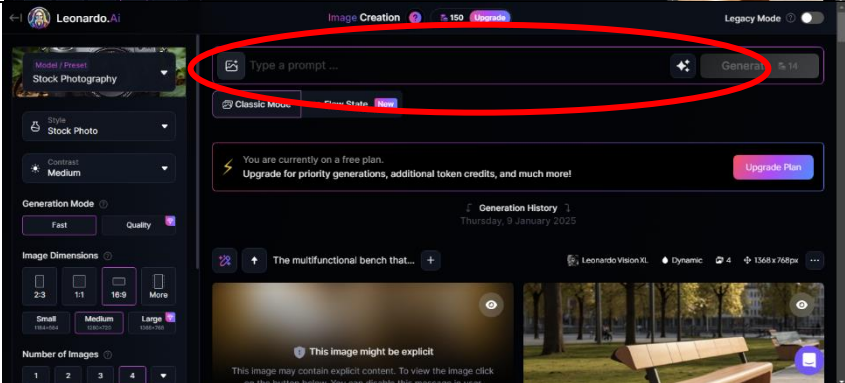 Leonardo.Ai
Image Creation
150
Upgrade
Legacy Mode
Model / Preset
Stock Photography
Type a prompt ...
Generate 14
Classic Mode
Flow State
New
Style
Stock Photo
You are currently on a free plan.
Upgrade for priority generations, additional token credits, and much more!
Upgrade Plan
Contrast
Medium
Generation Mode
Fast
Quality
Generation History
Thursday, 9 January 2025
Image Dimensions
2:3
1:1
16:9
More
Small
Medium
1280×720
Large
The multifunctional bench that...
Leonardo Vision XL
Dynamic
4
1368x768px
This image might be explicit
This image may contain explicit content. To view the image click
Number of Images
1
2
3
4